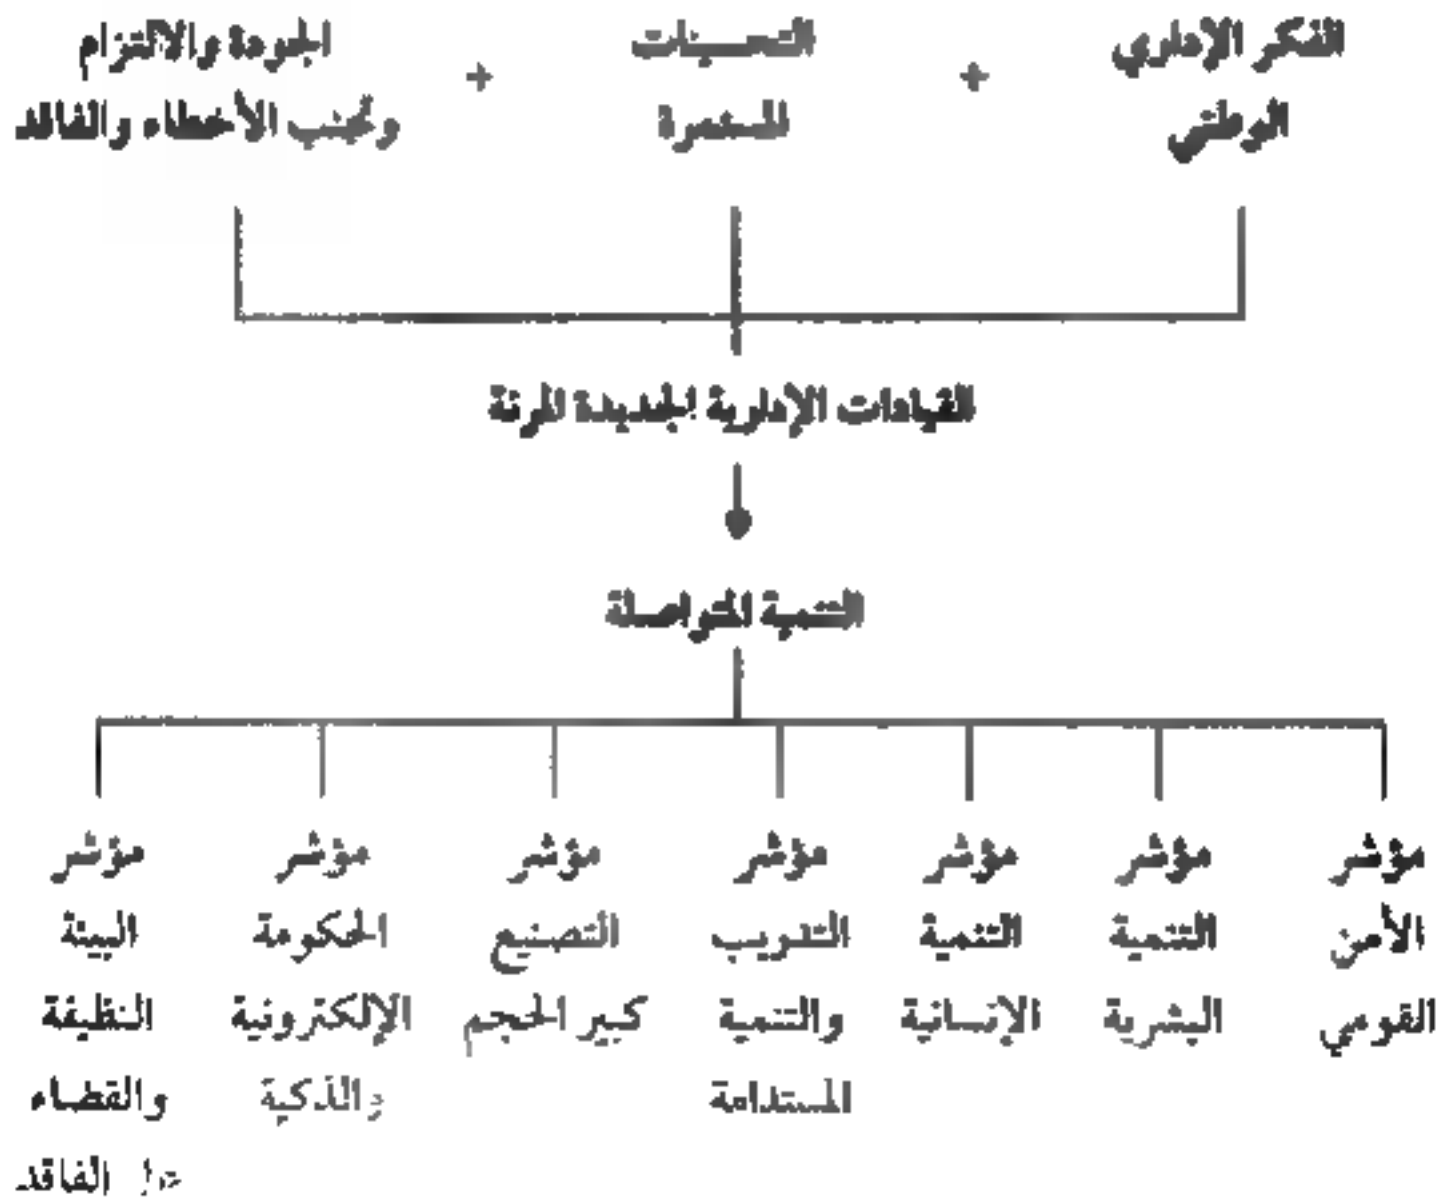 الفكر الإداري
الوطني
+
التحسينات
المستمرة
+
الجودة والالتزام
وتجنب الأخطاء والفاقد
القيادات الإدارية الجديدة المرنة
التنمية المتواصلة
مؤشر
الأمن
القومي
مؤشر
التنمية
البشرية
مؤشر
التنمية
الإنسانية
مؤشر
التدريب
والتنمية
المستدامة
مؤشر
التصنيع
كبير الحجم
مؤشر
الحكومة
الإلكترونية
والذكية
مؤشر
البيئة
النظيفة
والقضاء
على الفاقد